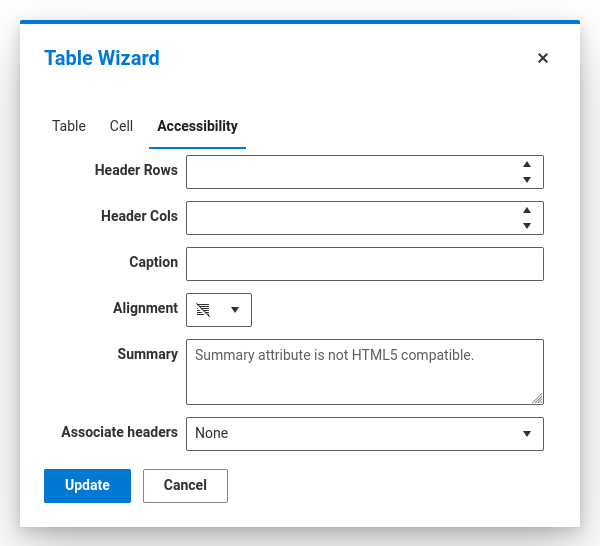 Table Wizard
Table Cell Accessibility
Header Rows
Header Cols
Caption
Alignment
Summary Summary attribute is not HTML5 compatible.
Associate headers None
Update Cancel